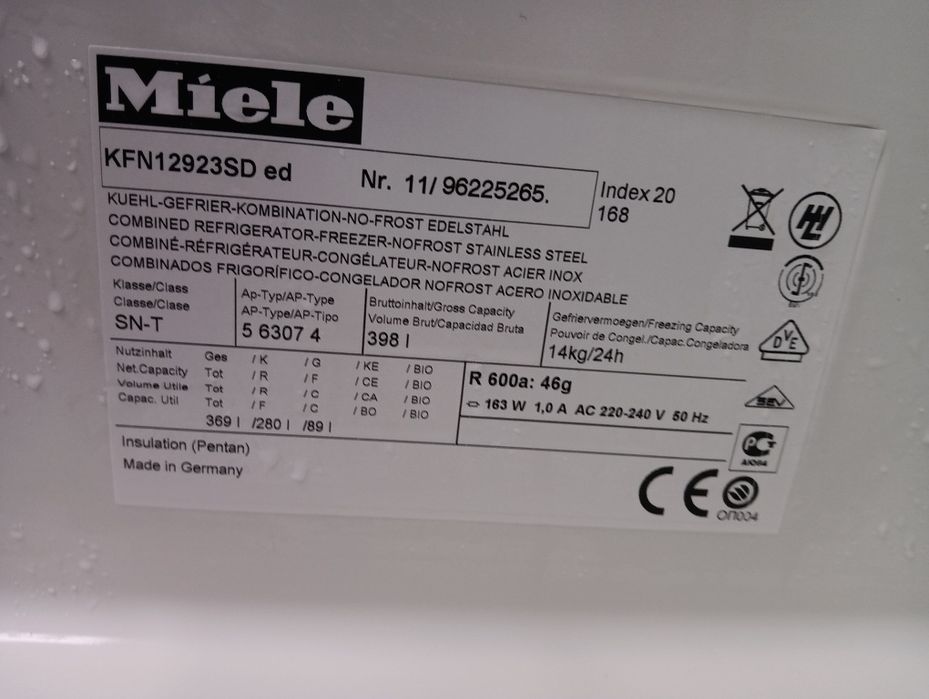 Miele
KFN12923SD ed Nr. 11/ 96225265. Index 20
168
KUEHL-GEFRIER-KOMBINATION-NO-FROST EDELSTAHL
COMBINED REFRIGERATOR-FREEZER-NOFROST STAINLESS STEEL
COMBINÉ-RÉFRIGÉRATEUR-CONGÉLATEUR-NOFROST ACIER INOX
COMBINADOS FRIGORÍFICO-CONGELADOR NOFROST ACERO INOXIDABLE
Klasse/Class
Classe/Clase
SN-T
Ap-Typ/AP-Type
AP-Type/AP-Tipo
5 6307 4
Bruttoinhalt/Gross Capacity
Volume Brut/Capacidad Bruta
398 l
Gefriervermoegen/Freezing Capacity
Pouvoir de Congel./Capac.Congeladora
14kg/24h
Nutzinhalt Ges / K / G / KE / BIO
Net.Capacity Tot / R / F / CE / BIO
Volume Utile Tot / R / C / CA / BIO
Capac. Util Tot / F / C / BO / BIO
369 l /280 l /89 l
R 600a: 46g
163 W 1,0 A AC 220-240 V 50 Hz
Insulation (Pentan)
Made in Germany
DVE
SEV
АЮ64
CE
ОП004